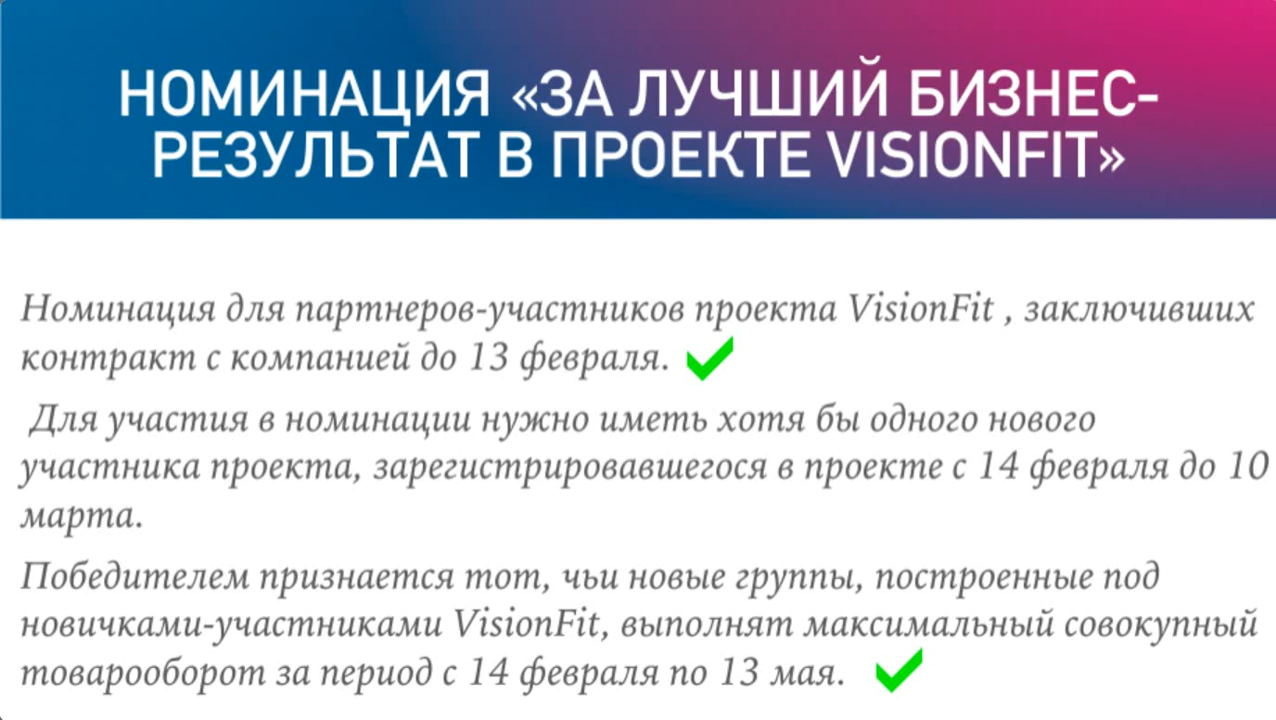 НОМИНАЦИЯ «ЗА ЛУЧШИЙ БИЗНЕС-
РЕЗУЛЬТАТ В ПРОЕКТЕ VISIONFIT»
Номинация для партнеров-участников проекта VisionFit , заключивших
контракт с компанией до 13 февраля.
Для участия в номинации нужно иметь хотя бы одного нового
участника проекта, зарегистрировавшегося в проекте с 14 февраля до 10
марта.
Победителем признается тот, чьи новые группы, построенные под
новичками-участниками VisionFit, выполнят максимальный совокупный
товарооборот за период с 14 февраля по 13 мая.